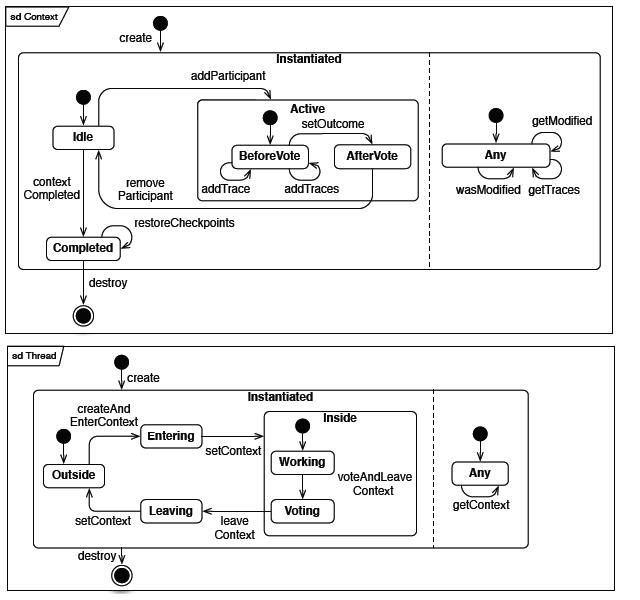 sd Context
create
Instantiated
addParticipant
Active
setOutcome
getModified
Idle
BeforeVote
AfterVote
Any
context
Completed
remove
Participant
addTrace
addTraces
wasModified
getTraces
restoreCheckpoints
Completed
destroy
sd Thread
create
Instantiated
createAnd
EnterContext
Inside
Entering
setContext
Outside
Working
voteAndLeave
Context
Any
getContext
setContext
Leaving
leave
Context
Voting
destroy